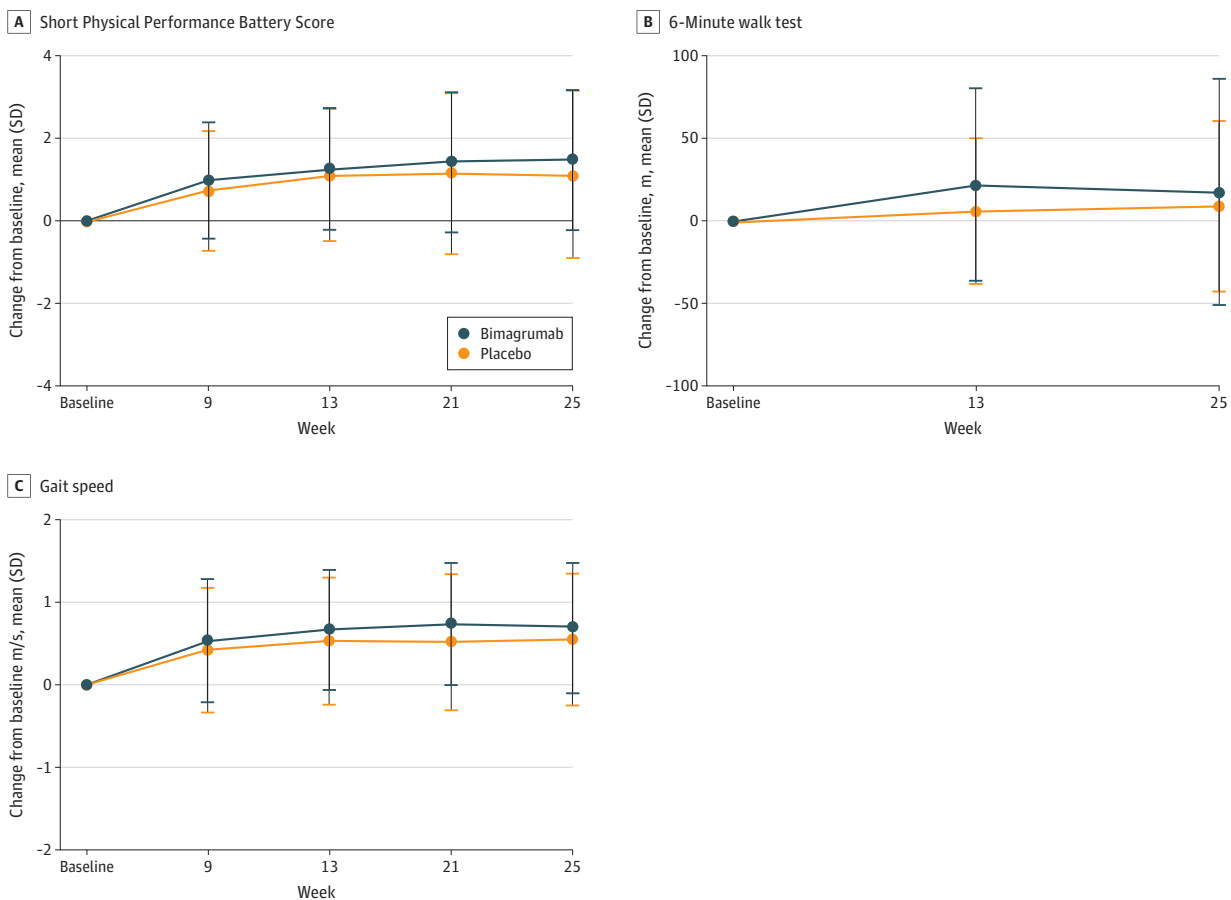 A Short Physical Performance Battery Score
Change from baseline, mean (SD)
4
2
0
-2
-4
Bimagrumab
Placebo
Baseline 9 13 21 25
Week
B 6-Minute walk test
Change from baseline, m, mean (SD)
100
50
0
-50
-100
Baseline 13 25
Week
C Gait speed
Change from baseline m/s, mean (SD)
2
1
0
-1
-2
Baseline 9 13 21 25
Week